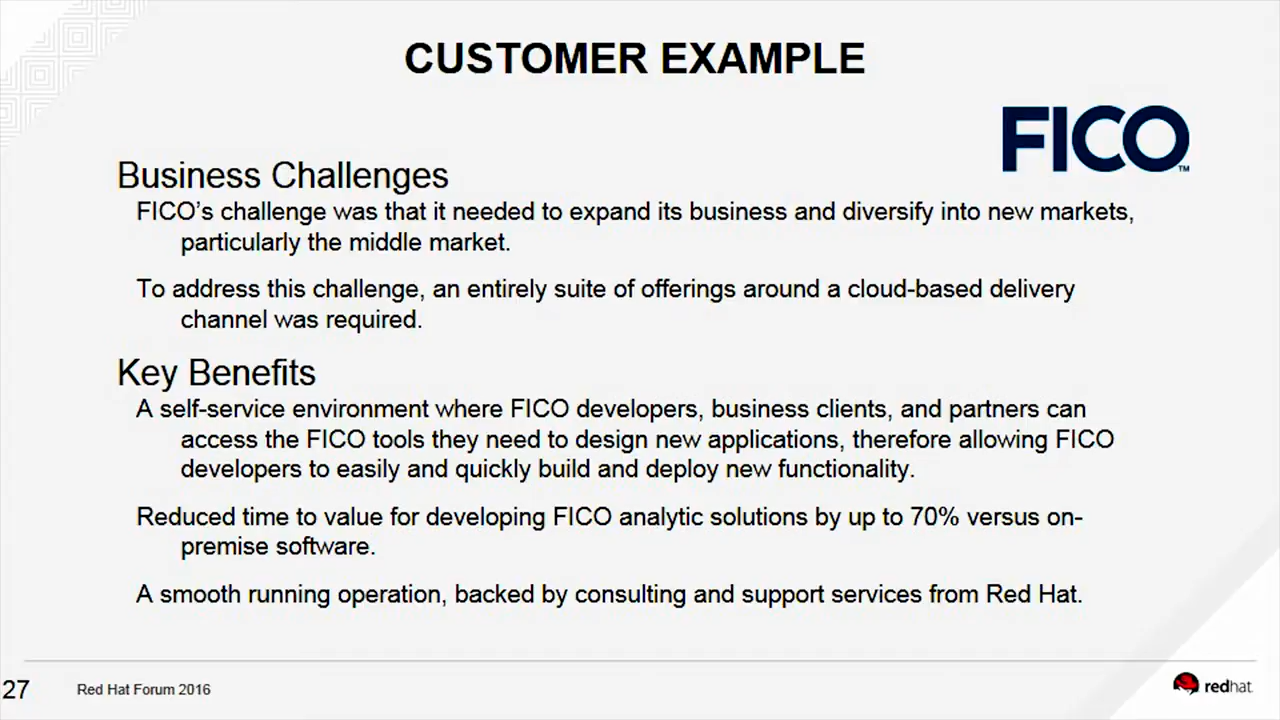 CUSTOMER EXAMPLE
FICO™
Business Challenges
FICO's challenge was that it needed to expand its business and diversify into new markets,
particularly the middle market.
To address this challenge, an entirely suite of offerings around a cloud-based delivery
channel was required.
Key Benefits
A self-service environment where FICO developers, business clients, and partners can
access the FICO tools they need to design new applications, therefore allowing FICO
developers to easily and quickly build and deploy new functionality.
Reduced time to value for developing FICO analytic solutions by up to 70% versus on-
premise software.
A smooth running operation, backed by consulting and support services from Red Hat.
27
Red Hat Forum 2016
redhat.